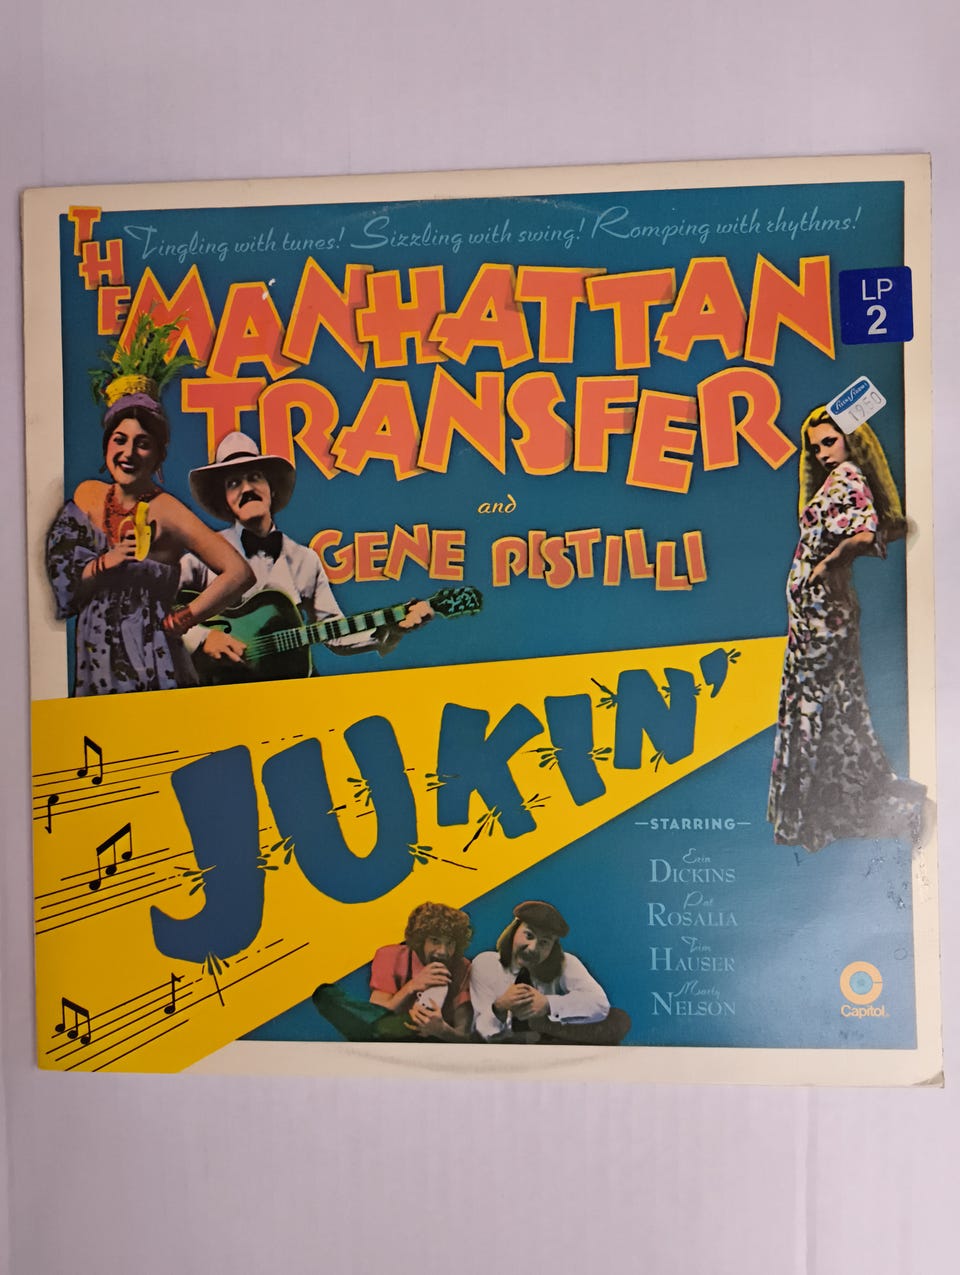 Tingling with tunes! Sizzling with swing! Romping with rhythms!
THE
MANHATTAN
TRANSFER
LP
2
1950
and
GENE PISTILLI
JUKIN'
—STARRING—
Erin
DICKINS
Pat
ROSALIA
Tim
HAUSER
Marty
NELSON
Capitol